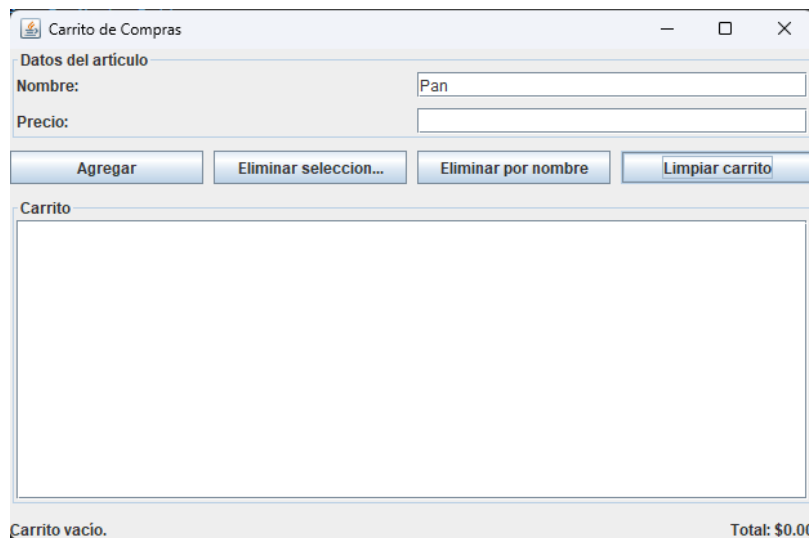 Carrito de Compras
Datos del artículo
Nombre: Pan
Precio:
Agregar Eliminar seleccion... Eliminar por nombre Limpiar carrito
Carrito
Carrito vacío. Total: $0.00